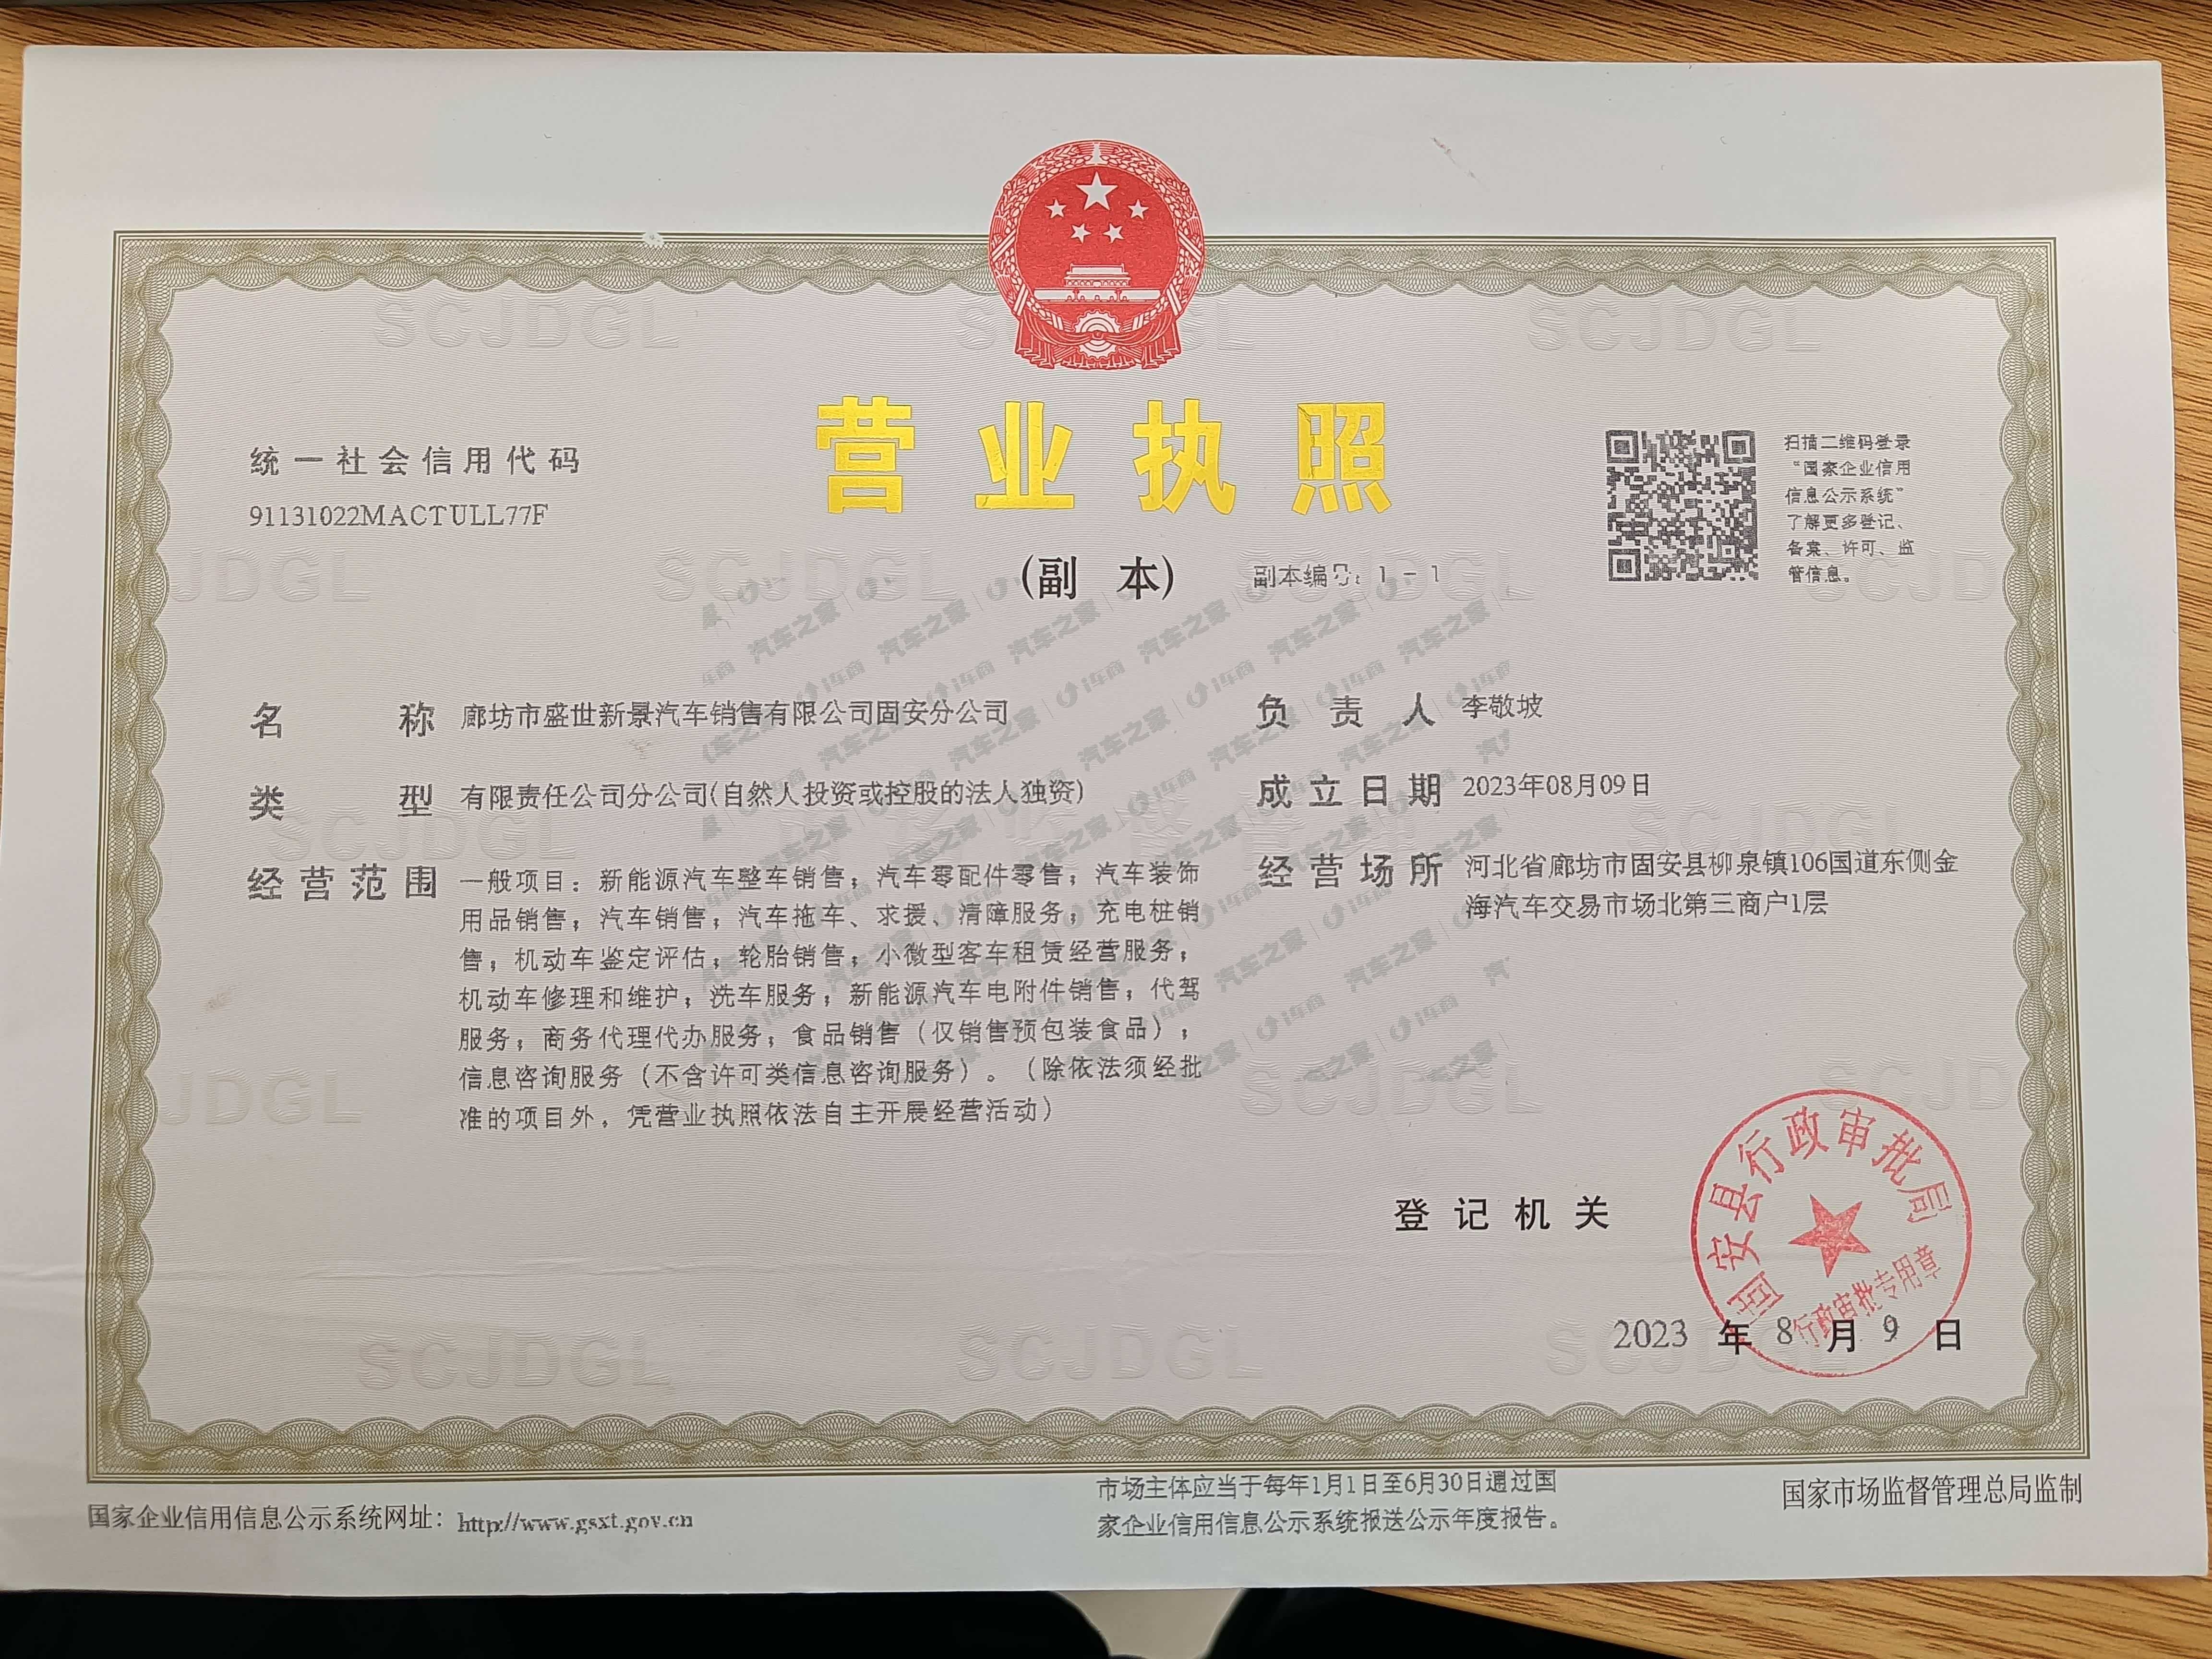 营业执照
(副 本)
副本编号: 1-1
统一社会信用代码
91131022MACTULL77F
扫描二维码登录
“国家企业信用
信息公示系统”
了解更多登记、
备案、许可、监
管信息。
名 称 廊坊市盛世新景汽车销售有限公司固安分公司
类 型 有限责任公司分公司(自然人投资或控股的法人独资)
经营范围 一般项目：新能源汽车整车销售；汽车零配件零售；汽车装饰
用品销售；汽车销售；汽车拖车、求援、清障服务；充电桩销
售；机动车鉴定评估；轮胎销售；小微型客车租赁经营服务；
机动车修理和维护；洗车服务；新能源汽车电附件销售；代驾
服务；商务代理代办服务；食品销售（仅销售预包装食品）；
信息咨询服务（不含许可类信息咨询服务）。（除依法须经批
准的项目外，凭营业执照依法自主开展经营活动）
负责人 李敬坡
成立日期 2023年08月09日
经营场所 河北省廊坊市固安县柳泉镇106国道东侧金
海汽车交易市场北第三商户1层
登记机关
固安县行政审批局
行政审批专用章
2023 年 8 月 9 日
国家企业信用信息公示系统网址：http://www.gsxt.gov.cn
市场主体应当于每年1月1日至6月30日通过国
家企业信用信息公示系统报送公示年度报告。
国家市场监督管理总局监制
SCJDGL
汽车之家
i车商